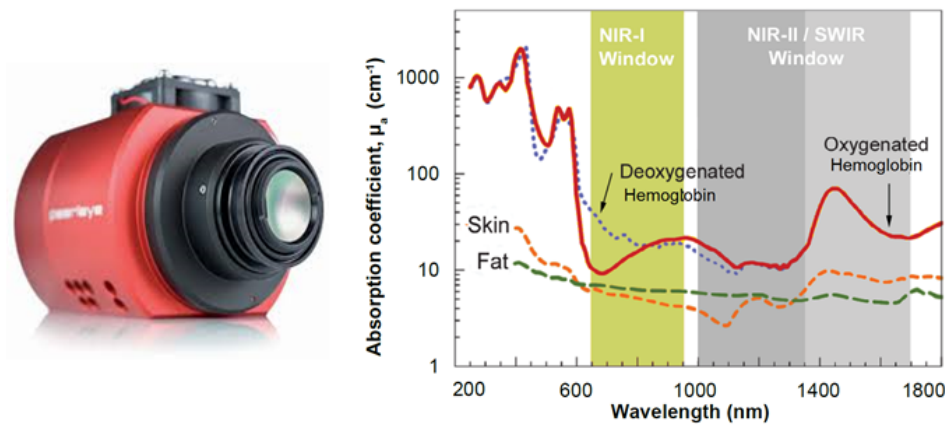 peareye
NIR-I
Window
NIR-II / SWIR
Window
Absorption coefficient, μa (cm⁻¹)
1000
100
10
1
Deoxygenated
Hemoglobin
Oxygenated
Hemoglobin
Skin
Fat
200
600
1000
1400
1800
Wavelength (nm)